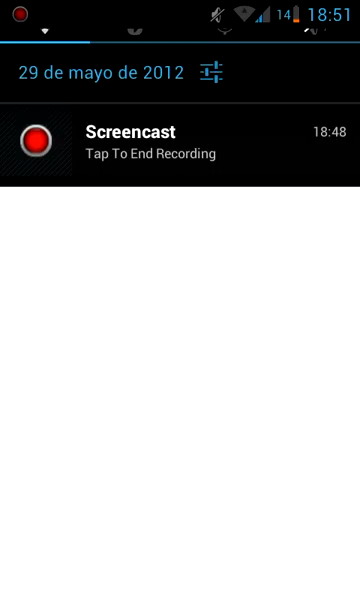 14 18:51
29 de mayo de 2012
Screencast 18:48
Tap To End Recording